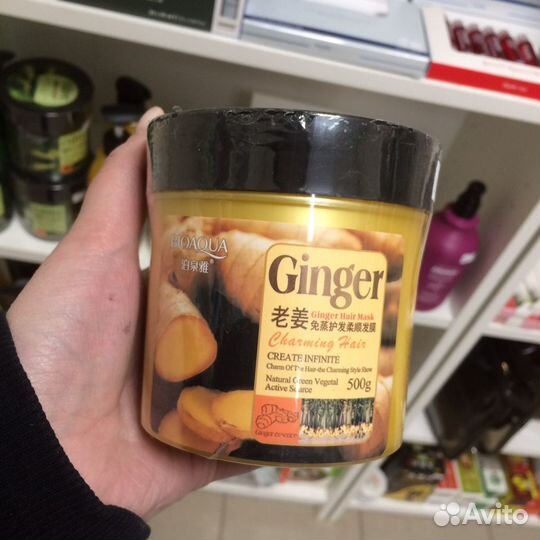 BIOAQUA
泊泉雅®
Ginger
老姜
Ginger Hair Mask
免蒸护发柔顺发膜
Charming Hair
CREATE INFINITE
Charm Of The Hair-the Charming Style Show
Natural Green Vegetal
Active Source
500g
Avito